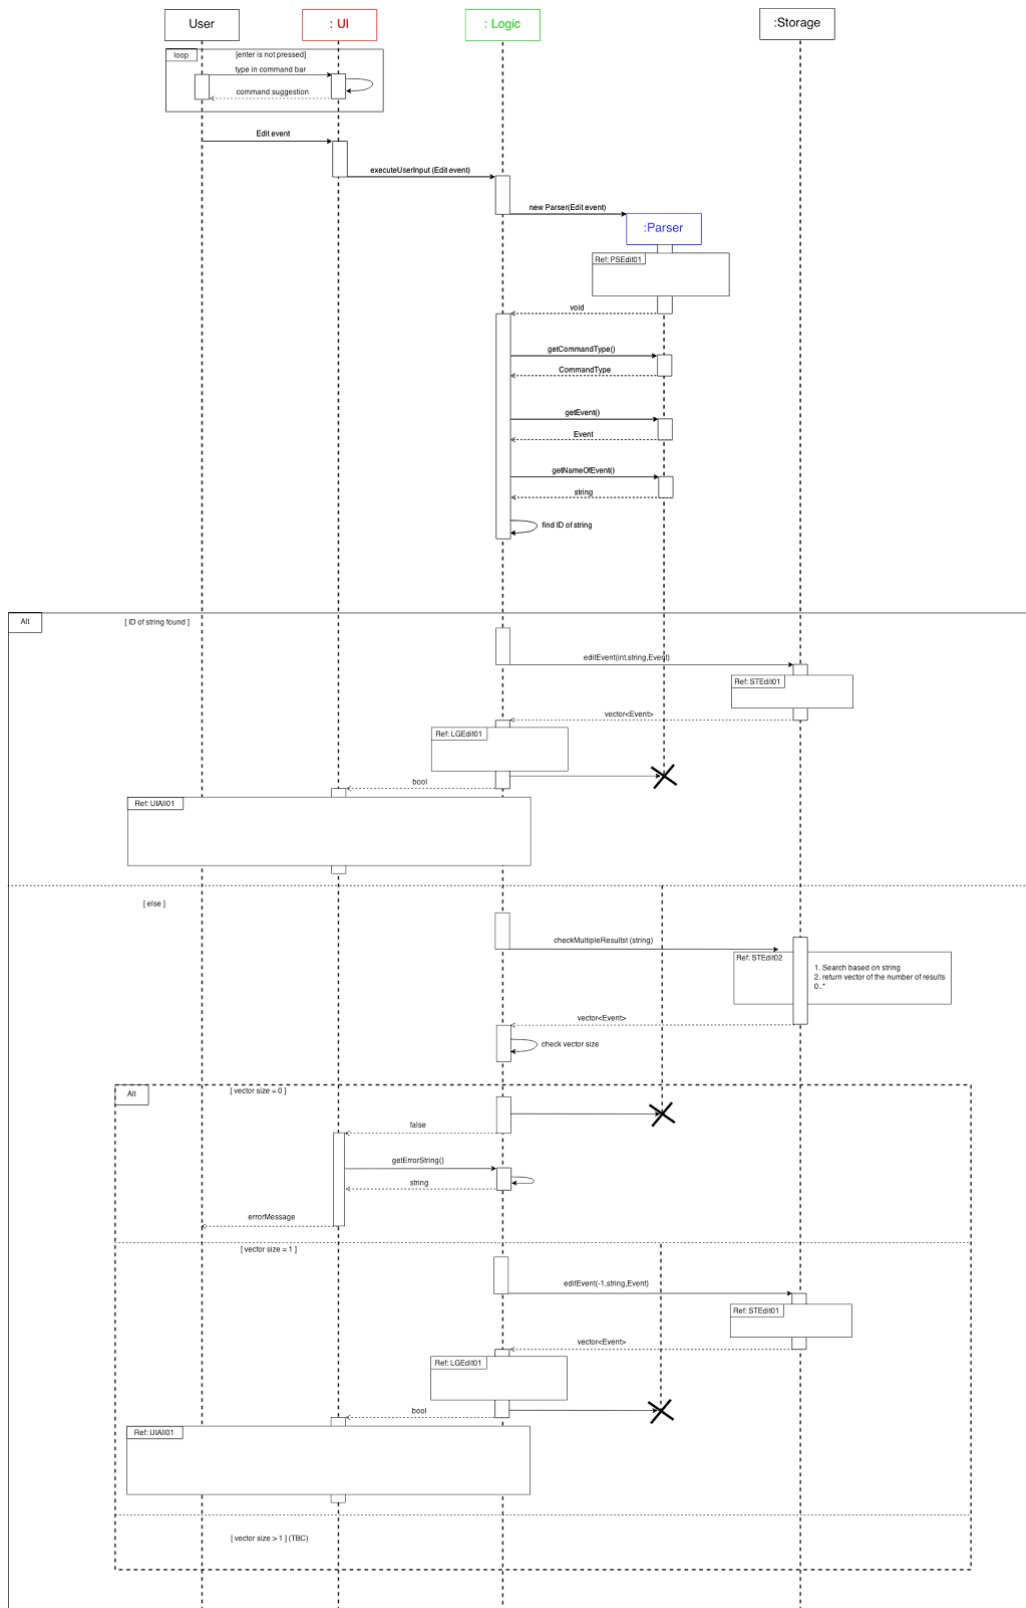 User
: UI
: Logic
:Storage
loop
[enter is not pressed]
type in command bar
command suggestion
Edit event
executeUserInput (Edit event)
new Parser(Edit event)
:Parser
Ref: PSEdit01
void
getCommandType()
CommandType
getEvent()
Event
getNameOfEvent()
string
find ID of string
Alt
[ ID of string found ]
editEvent(int,string,Event)
Ref: STEdit01
vector<Event>
Ref: LGEdit01
bool
Ref: UIAll01
[ else ]
checkMultipleResults! (string)
Ref: STEdit02
1. Search based on string
2. return vector of the number of results
0..*
vector<Event>
check vector size
Alt
[ vector size = 0 ]
false
getErrorString()
string
errorMessage
[ vector size = 1 ]
editEvent(-1,string,Event)
Ref: STEdit01
vector<Event>
Ref: LGEdit01
bool
Ref: UIAll01
[ vector size > 1 ] (TBC)